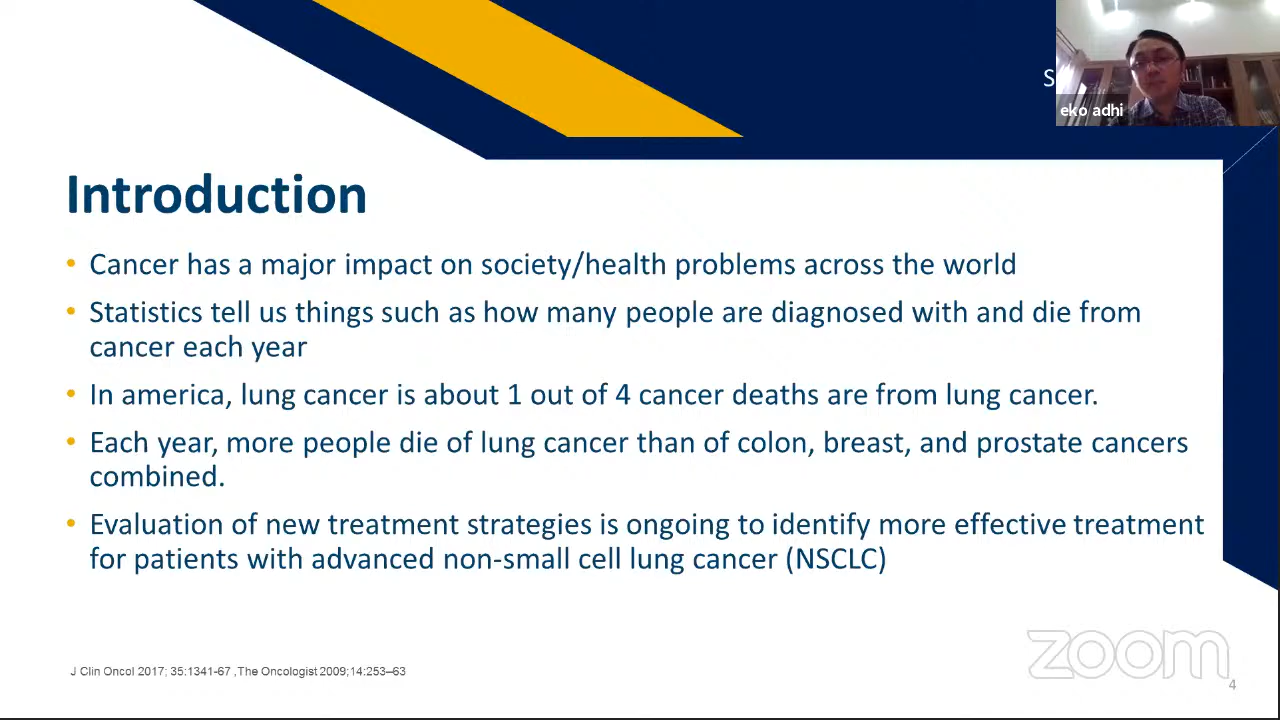 S
eko adhi
Introduction
• Cancer has a major impact on society/health problems across the world
• Statistics tell us things such as how many people are diagnosed with and die from
cancer each year
• In america, lung cancer is about 1 out of 4 cancer deaths are from lung cancer.
• Each year, more people die of lung cancer than of colon, breast, and prostate cancers
combined.
• Evaluation of new treatment strategies is ongoing to identify more effective treatment
for patients with advanced non-small cell lung cancer (NSCLC)
J Clin Oncol 2017; 35:1341-67 ,The Oncologist 2009;14:253–63
zoom
4